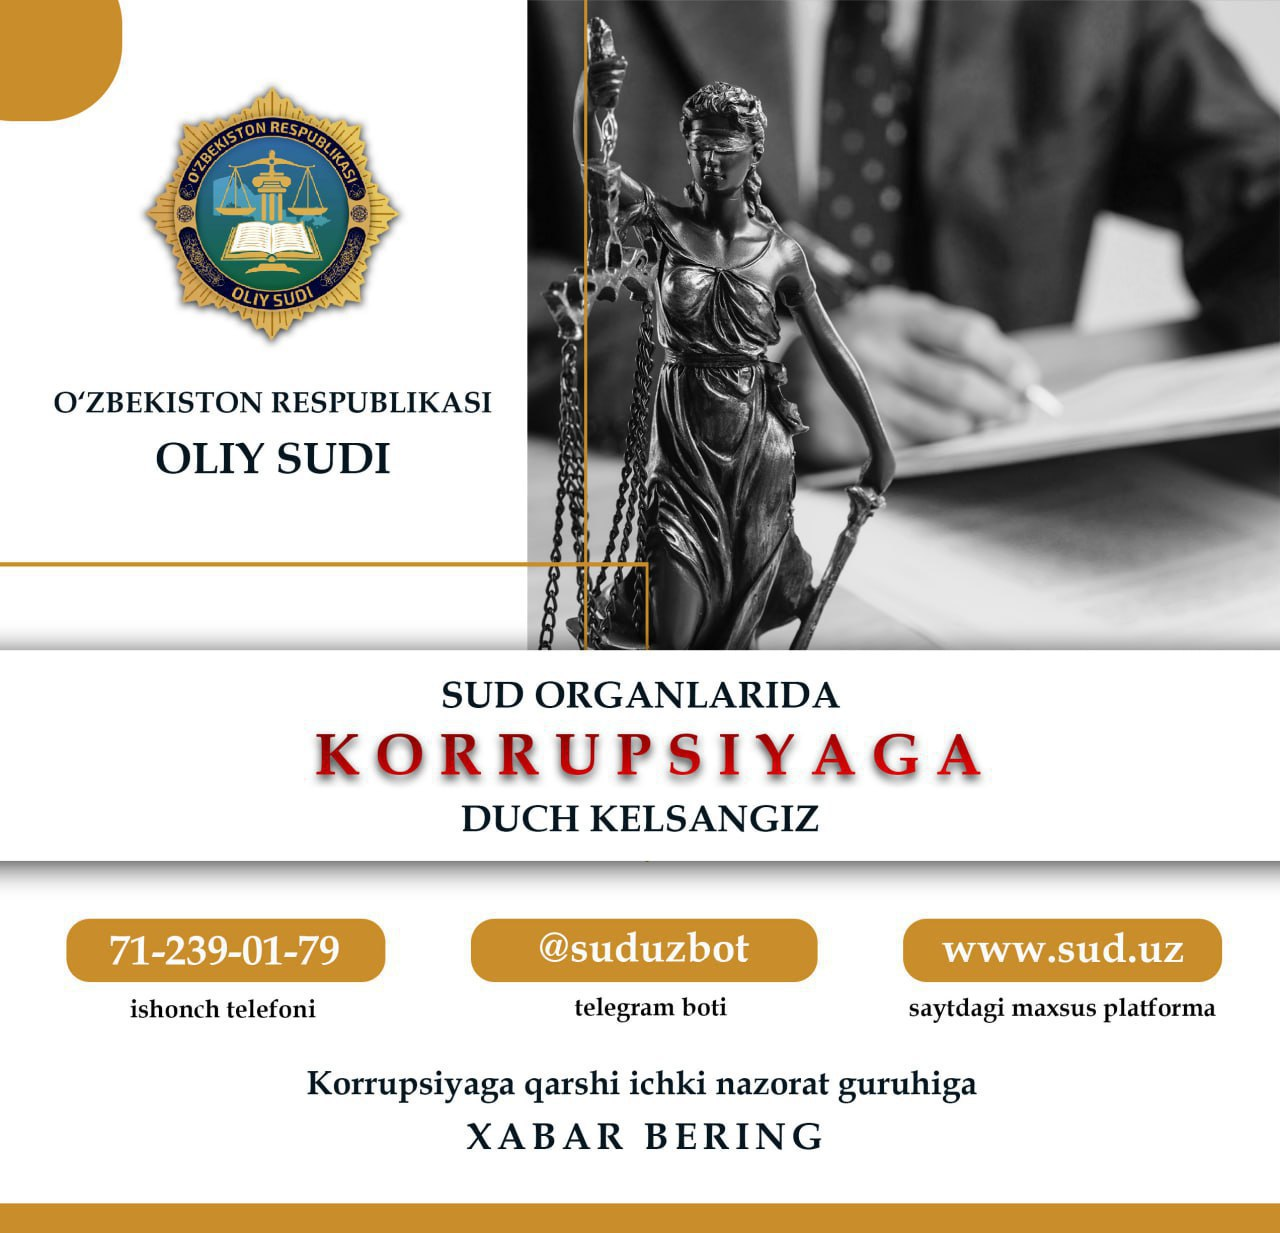 O‘ZBEKISTON RESPUBLIKASI
OLIY SUDI
O‘ZBEKISTON RESPUBLIKASI
OLIY SUDI
SUD ORGANLARIDA
KORRUPSIYAGA
DUCH KELSANGIZ
71-239-01-79
ishonch telefoni
@suduzbot
telegram boti
www.sud.uz
saytdagi maxsus platforma
Korrupsiyaga qarshi ichki nazorat guruhiga
XABAR BERING